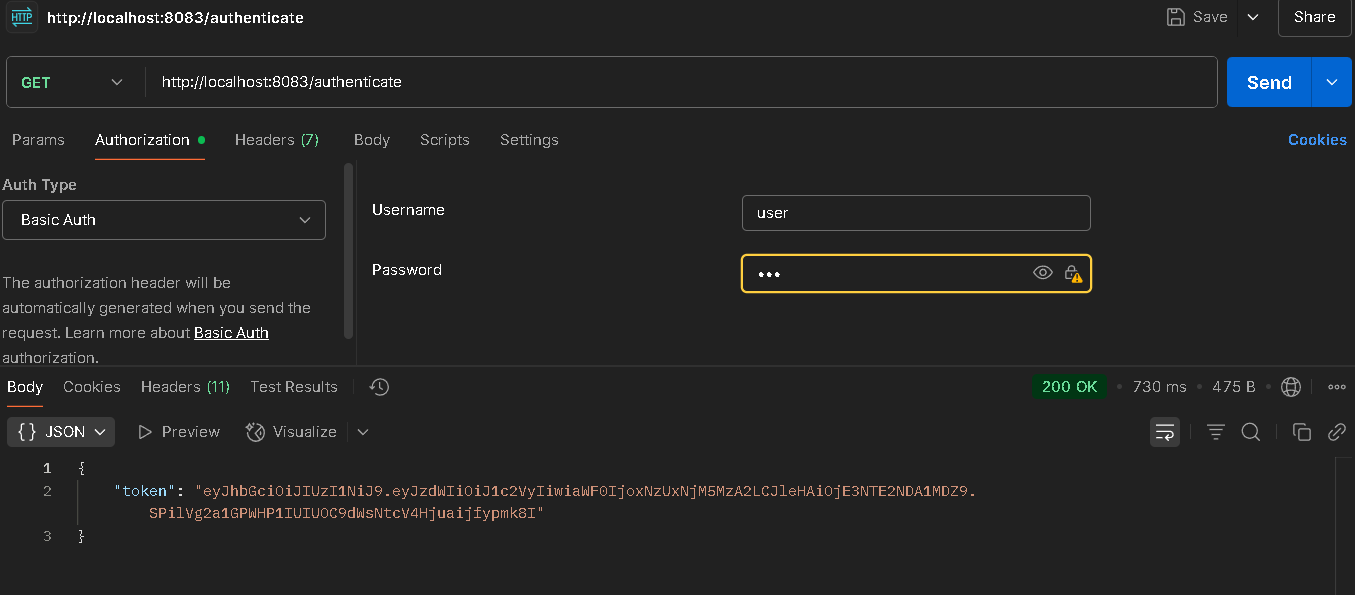 HTTP http://localhost:8083/authenticate Save Share
GET http://localhost:8083/authenticate Send
Params Authorization Headers (7) Body Scripts Settings Cookies
Auth Type
Basic Auth
The authorization header will be
automatically generated when you send the
request. Learn more about Basic Auth
authorization.
Username user
Password •••
Body Cookies Headers (11) Test Results 200 OK • 730 ms • 475 B •
{} JSON Preview Visualize
1 {
2 "token": "eyJhbGciOiJIUzI1NiJ9.eyJzdWIiOiJ1c2VyIiwiaWF0IjoxNzUxNjM5MzA2LCJleHAiOjE3NTE2NDA1MDZ9.
SPilVg2a1GPWHP1IUIUOC9dWsNtcV4Hjuaijfypmk8I"
3 }